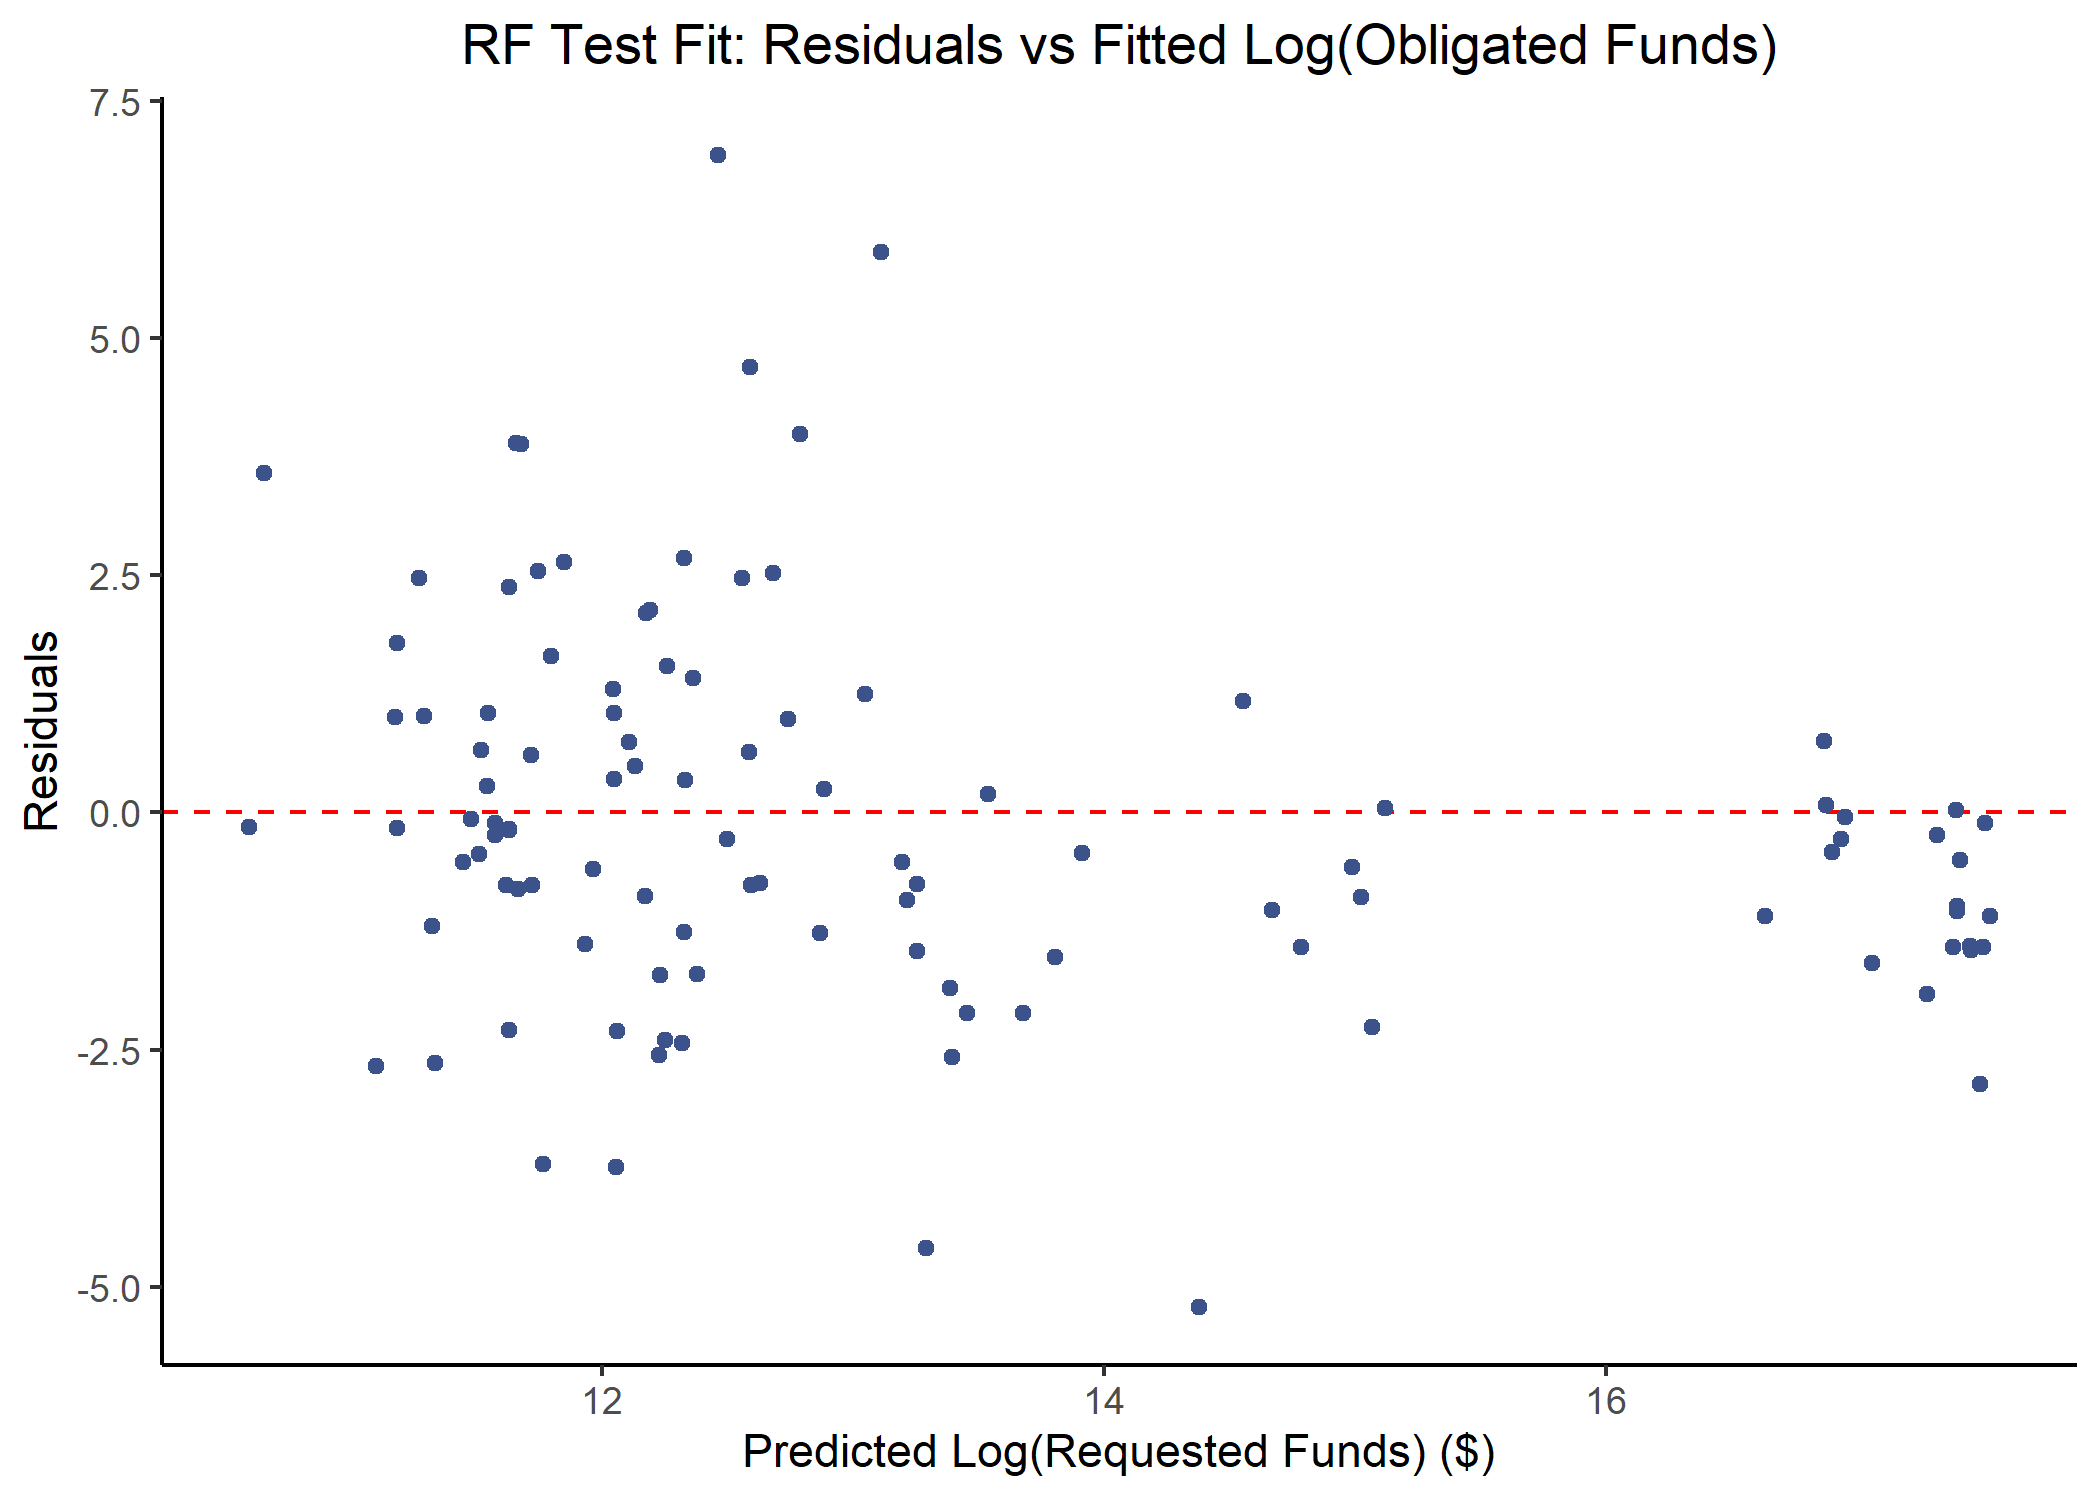 RF Test Fit: Residuals vs Fitted Log(Obligated Funds)
7.5
5.0
2.5
0.0
-2.5
-5.0
Residuals
12 14 16
Predicted Log(Requested Funds) ($)